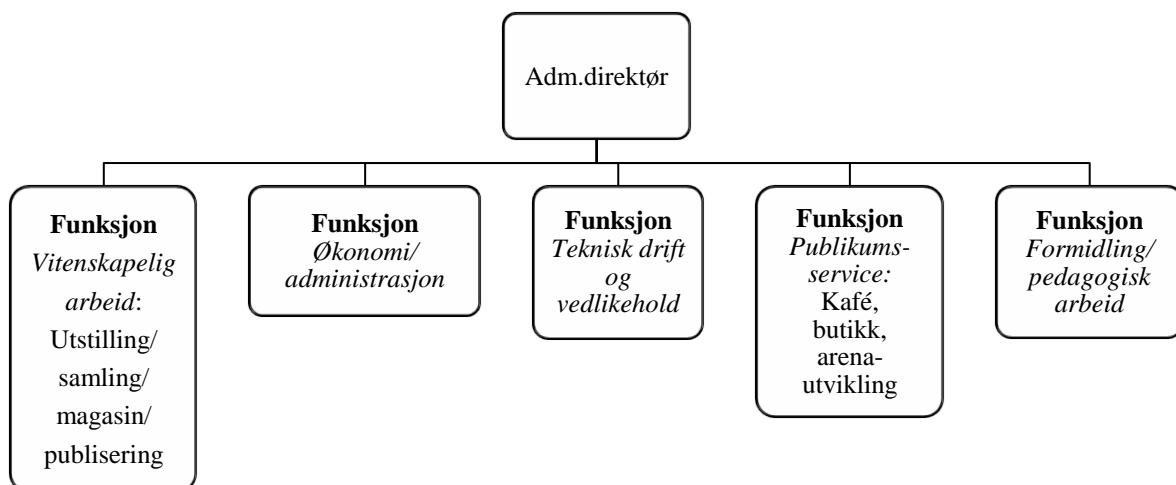 Adm.direktør
Funksjon
Vitenskapelig
arbeid:
Utstilling/
samling/
magasin/
publisering
Funksjon
Økonomi/
administrasjon
Funksjon
Teknisk drift
og
vedlikehold
Funksjon
Publikums-
service:
Kafé,
butikk,
arena-
utvikling
Funksjon
Formidling/
pedagogisk
arbeid